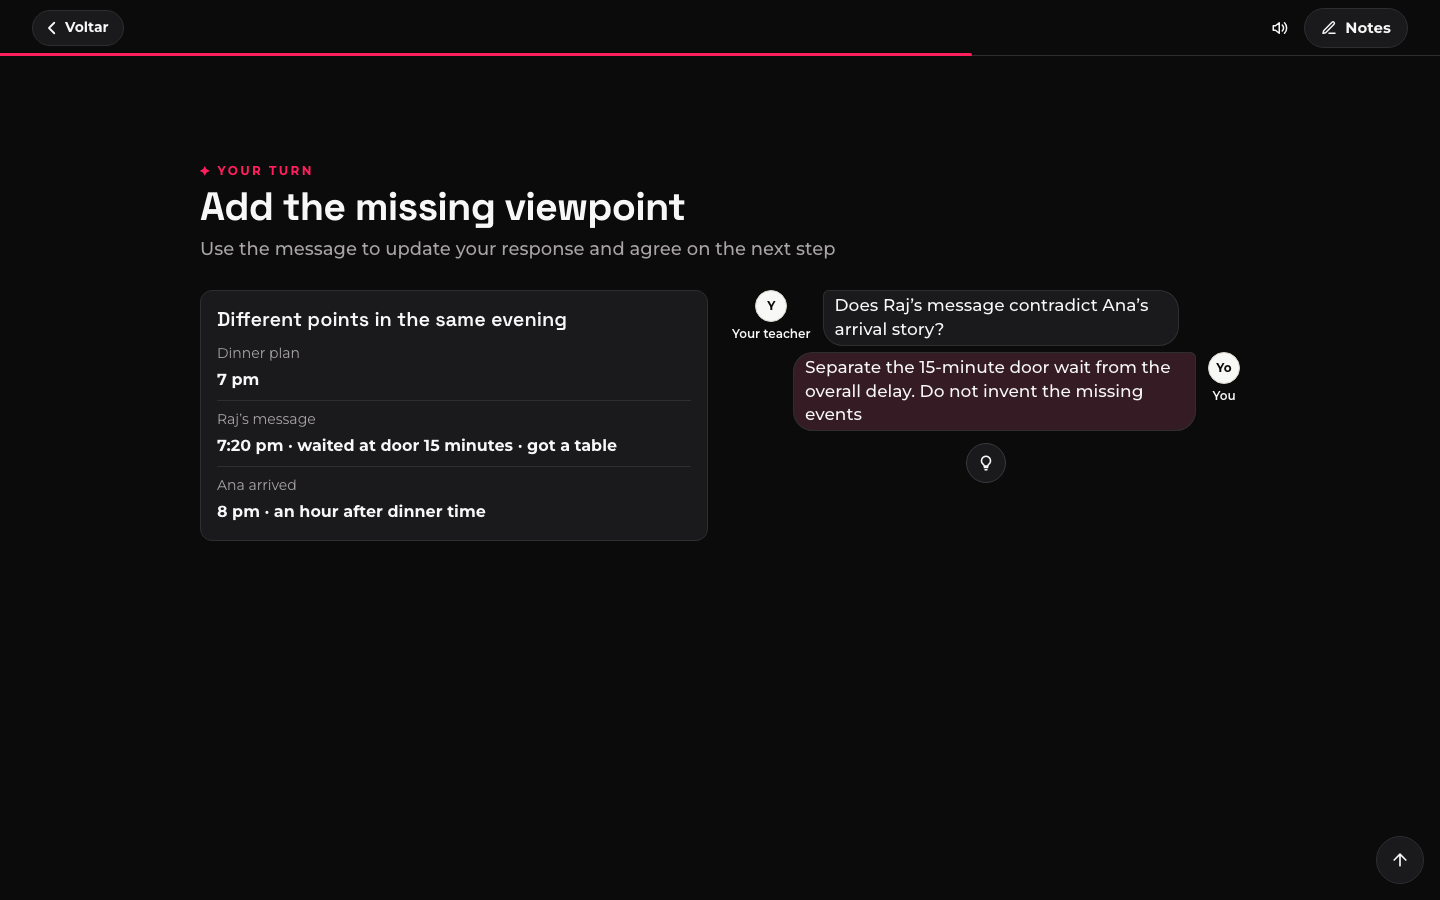 Voltar
Notes
YOUR TURN
Add the missing viewpoint
Use the message to update your response and agree on the next step
Different points in the same evening
Dinner plan
7 pm
Raj’s message
7:20 pm · waited at door 15 minutes · got a table
Ana arrived
8 pm · an hour after dinner time
Y
Your teacher
Does Raj’s message contradict Ana’s
arrival story?
Separate the 15-minute door wait from the
overall delay. Do not invent the missing
events
Yo
You